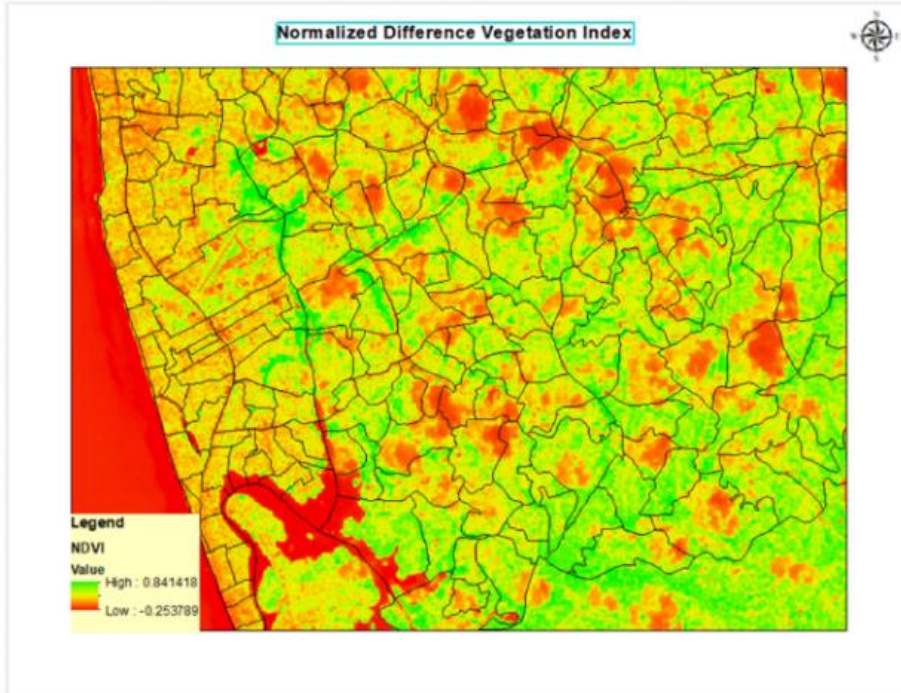 Normalized Difference Vegetation Index
N
W E
S
Legend
NDVI
Value
High : 0.841418
Low : -0.253789